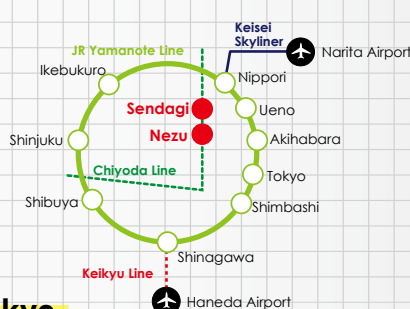 Keisei
Skyliner
JR Yamanote Line
Narita Airport
Ikebukuro
Nippori
Sendagi
Ueno
Nezu
Shinjuku
Akihabara
Chiyoda Line
Tokyo
Shibuya
Shimbashi
Shinagawa
Keikyu Line
Haneda Airport